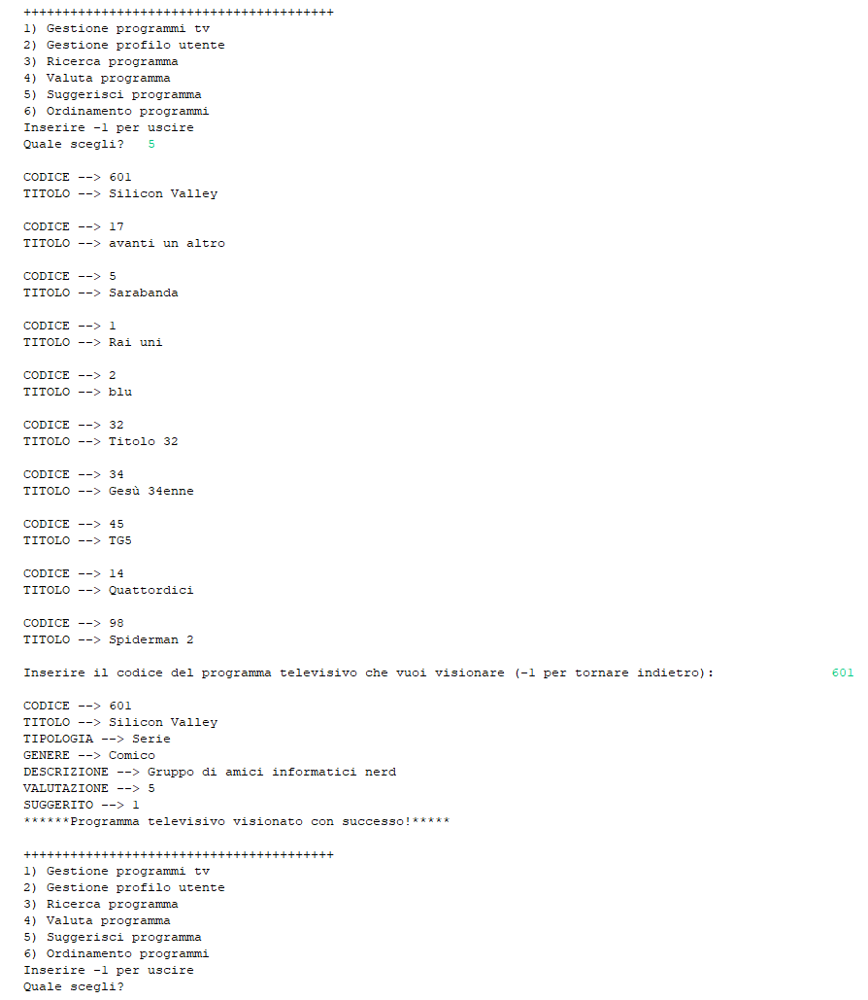 ++++++++++++++++++++++++++++++++++++++++
1) Gestione programmi tv
2) Gestione profilo utente
3) Ricerca programma
4) Valuta programma
5) Suggerisci programma
6) Ordinamento programmi
Inserire -1 per uscire
Quale scegli? 5
CODICE --> 601
TITOLO --> Silicon Valley
CODICE --> 17
TITOLO --> avanti un altro
CODICE --> 5
TITOLO --> Sarabanda
CODICE --> 1
TITOLO --> Rai uni
CODICE --> 2
TITOLO --> blu
CODICE --> 32
TITOLO --> Titolo 32
CODICE --> 34
TITOLO --> Gesù 34enne
CODICE --> 45
TITOLO --> TG5
CODICE --> 14
TITOLO --> Quattordici
CODICE --> 98
TITOLO --> Spiderman 2
Inserire il codice del programma televisivo che vuoi visionare (-1 per tornare indietro): 601
CODICE --> 601
TITOLO --> Silicon Valley
TIPOLOGIA --> Serie
GENERE --> Comico
DESCRIZIONE --> Gruppo di amici informatici nerd
VALUTAZIONE --> 5
SUGGERITO --> 1
******Programma televisivo visionato con successo!*****
++++++++++++++++++++++++++++++++++++++++
1) Gestione programmi tv
2) Gestione profilo utente
3) Ricerca programma
4) Valuta programma
5) Suggerisci programma
6) Ordinamento programmi
Inserire -1 per uscire
Quale scegli?